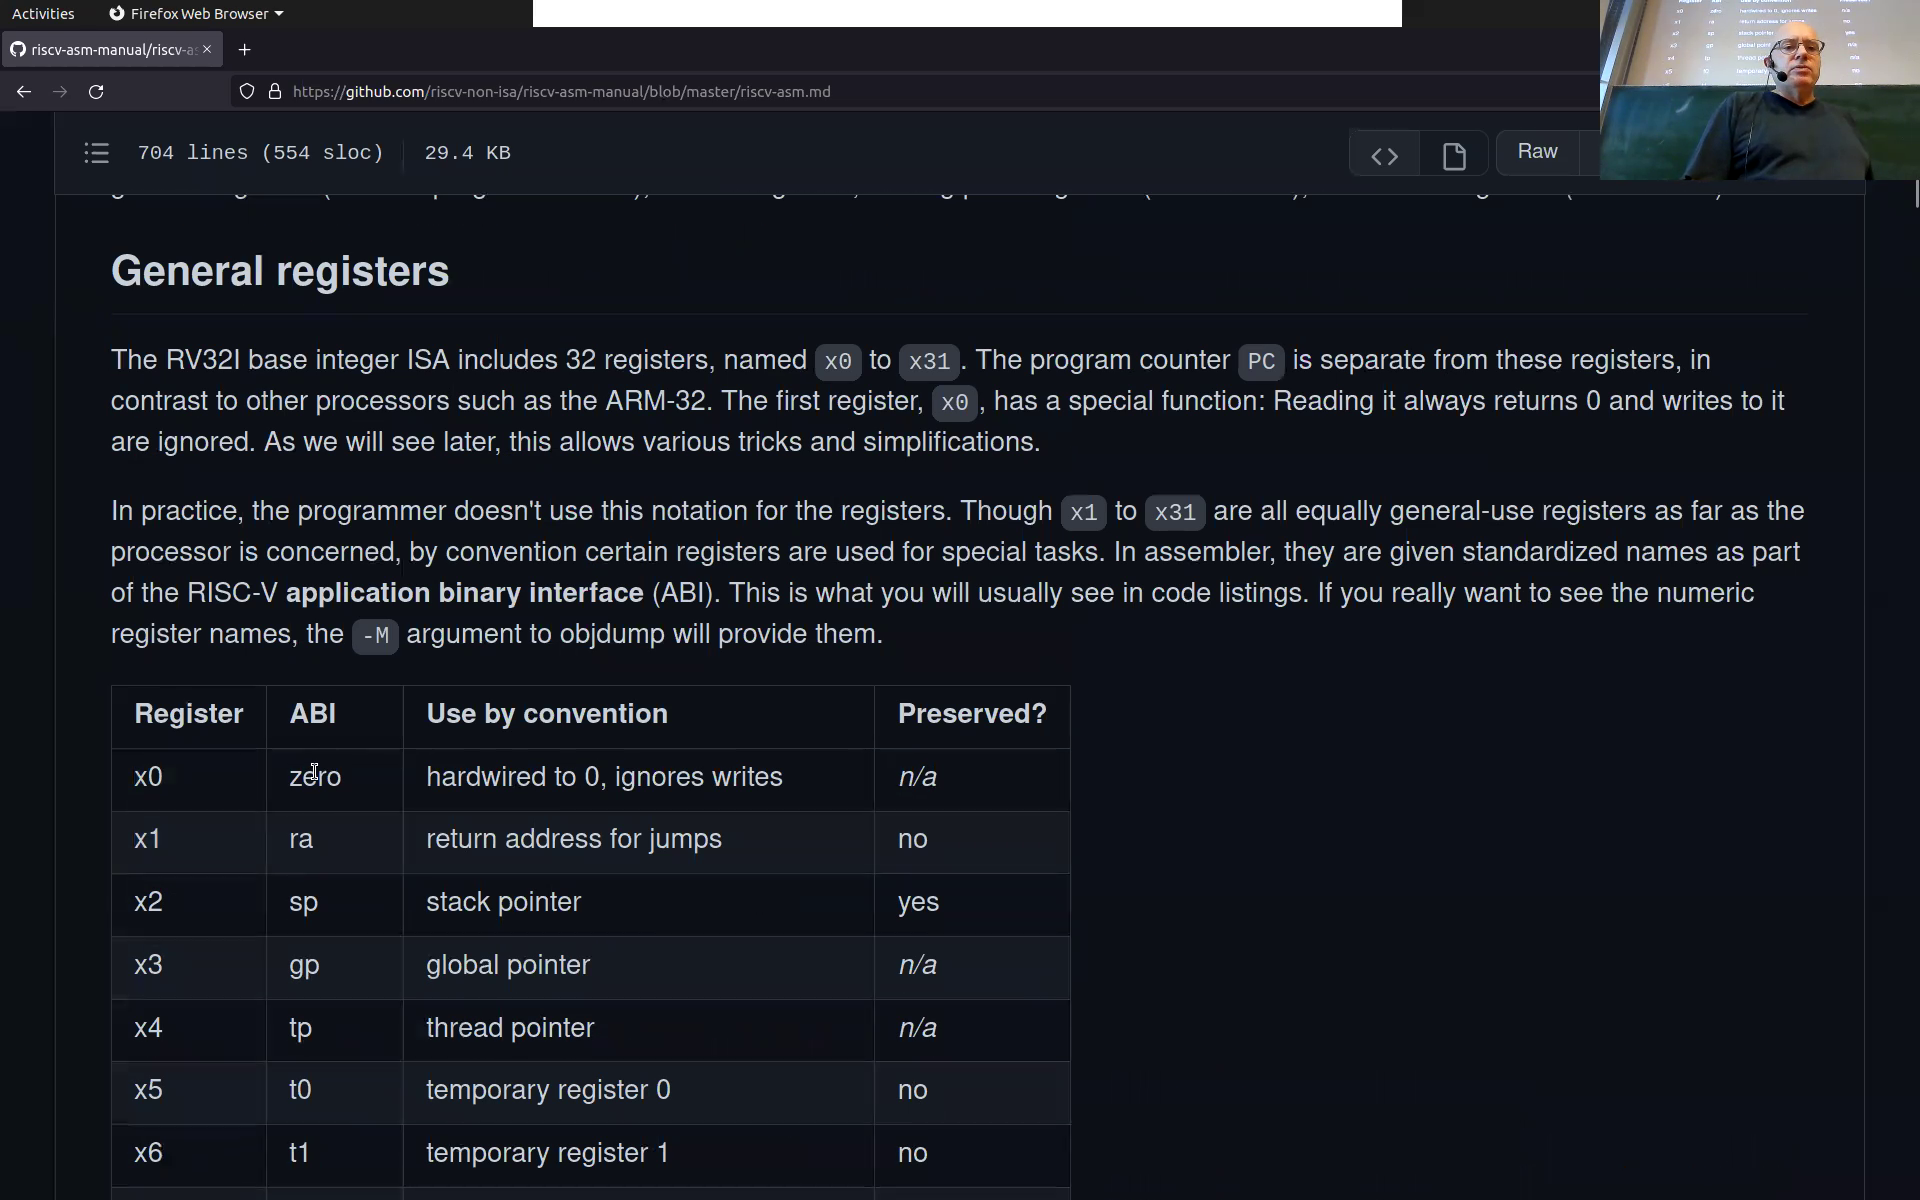 Activities Firefox Web Browser
riscv-asm-manual/riscv-as
https://github.com/riscv-non-isa/riscv-asm-manual/blob/master/riscv-asm.md
704 lines (554 sloc) 29.4 KB Raw
General registers
The RV32I base integer ISA includes 32 registers, named x0 to x31. The program counter PC is separate from these registers, in
contrast to other processors such as the ARM-32. The first register, x0, has a special function: Reading it always returns 0 and writes to it
are ignored. As we will see later, this allows various tricks and simplifications.
In practice, the programmer doesn't use this notation for the registers. Though x1 to x31 are all equally general-use registers as far as the
processor is concerned, by convention certain registers are used for special tasks. In assembler, they are given standardized names as part
of the RISC-V application binary interface (ABI). This is what you will usually see in code listings. If you really want to see the numeric
register names, the -M argument to objdump will provide them.
Register ABI Use by convention Preserved?
x0 zero hardwired to 0, ignores writes n/a
x1 ra return address for jumps no
x2 sp stack pointer yes
x3 gp global pointer n/a
x4 tp thread pointer n/a
x5 t0 temporary register 0 no
x6 t1 temporary register 1 no